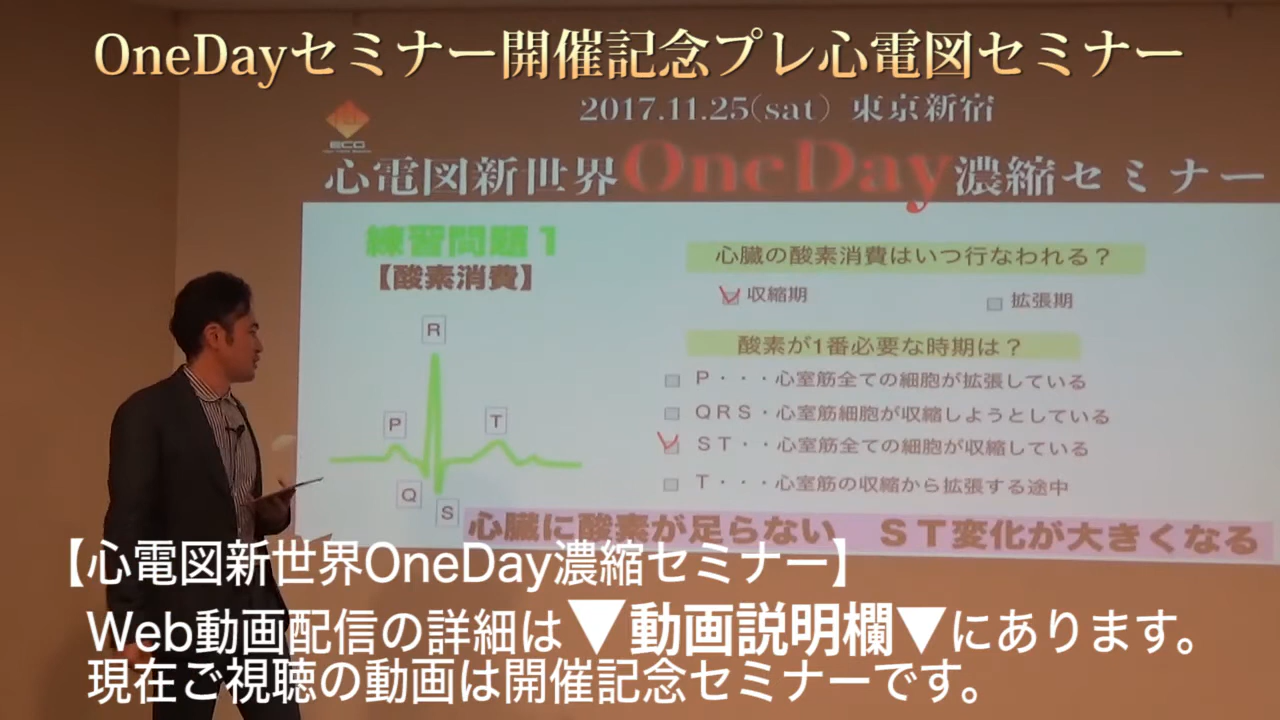 OneDayセミナー開催記念プレ心電図セミナー
2017.11.25(sat) 東京新宿
ECG
心電図新世界OneDay濃縮セミナー
練習問題1
【酸素消費】
R
P
T
Q
S
心臓の酸素消費はいつ行なわれる？
収縮期
拡張期
酸素が1番必要な時期は？
P・・・心室筋全ての細胞が拡張している
QRS・心室筋細胞が収縮しようとしている
ST・・心室筋全ての細胞が収縮している
T・・・心室筋の収縮から拡張する途中
心臓に酸素が足らない ST変化が大きくなる
【心電図新世界OneDay濃縮セミナー】
Web動画配信の詳細は▼動画説明欄▼にあります。
現在ご視聴の動画は開催記念セミナーです。